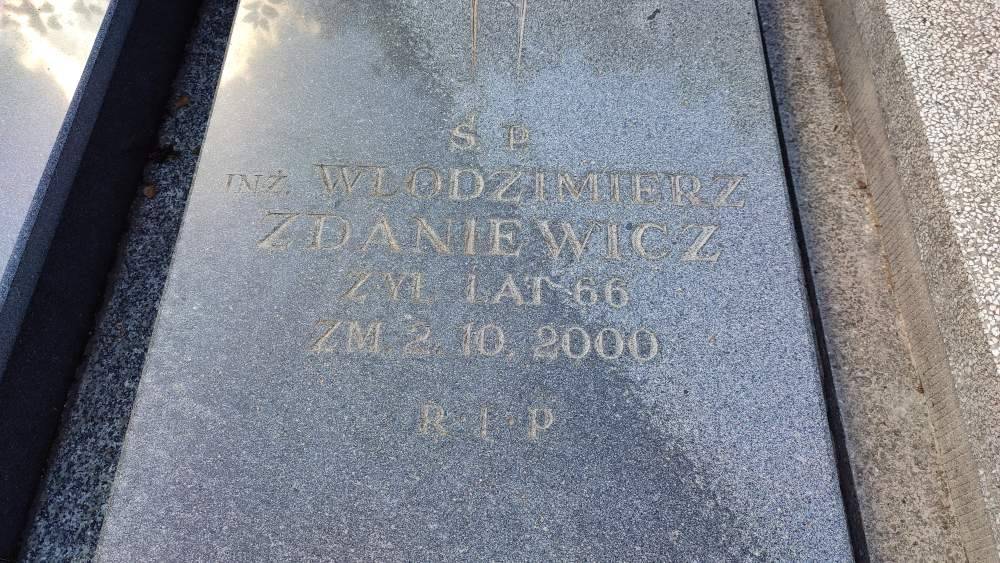 Ś P
INŻ. WŁODZIMIERZ
ZDANIEWICZ
ŻYŁ LAT 66
ZM. 2. 10. 2000
R · I · P